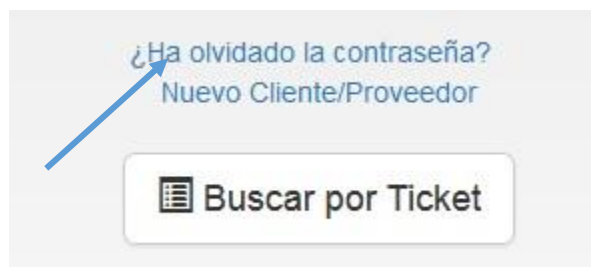 ¿Ha olvidado la contraseña?
Nuevo Cliente/Proveedor
Buscar por Ticket